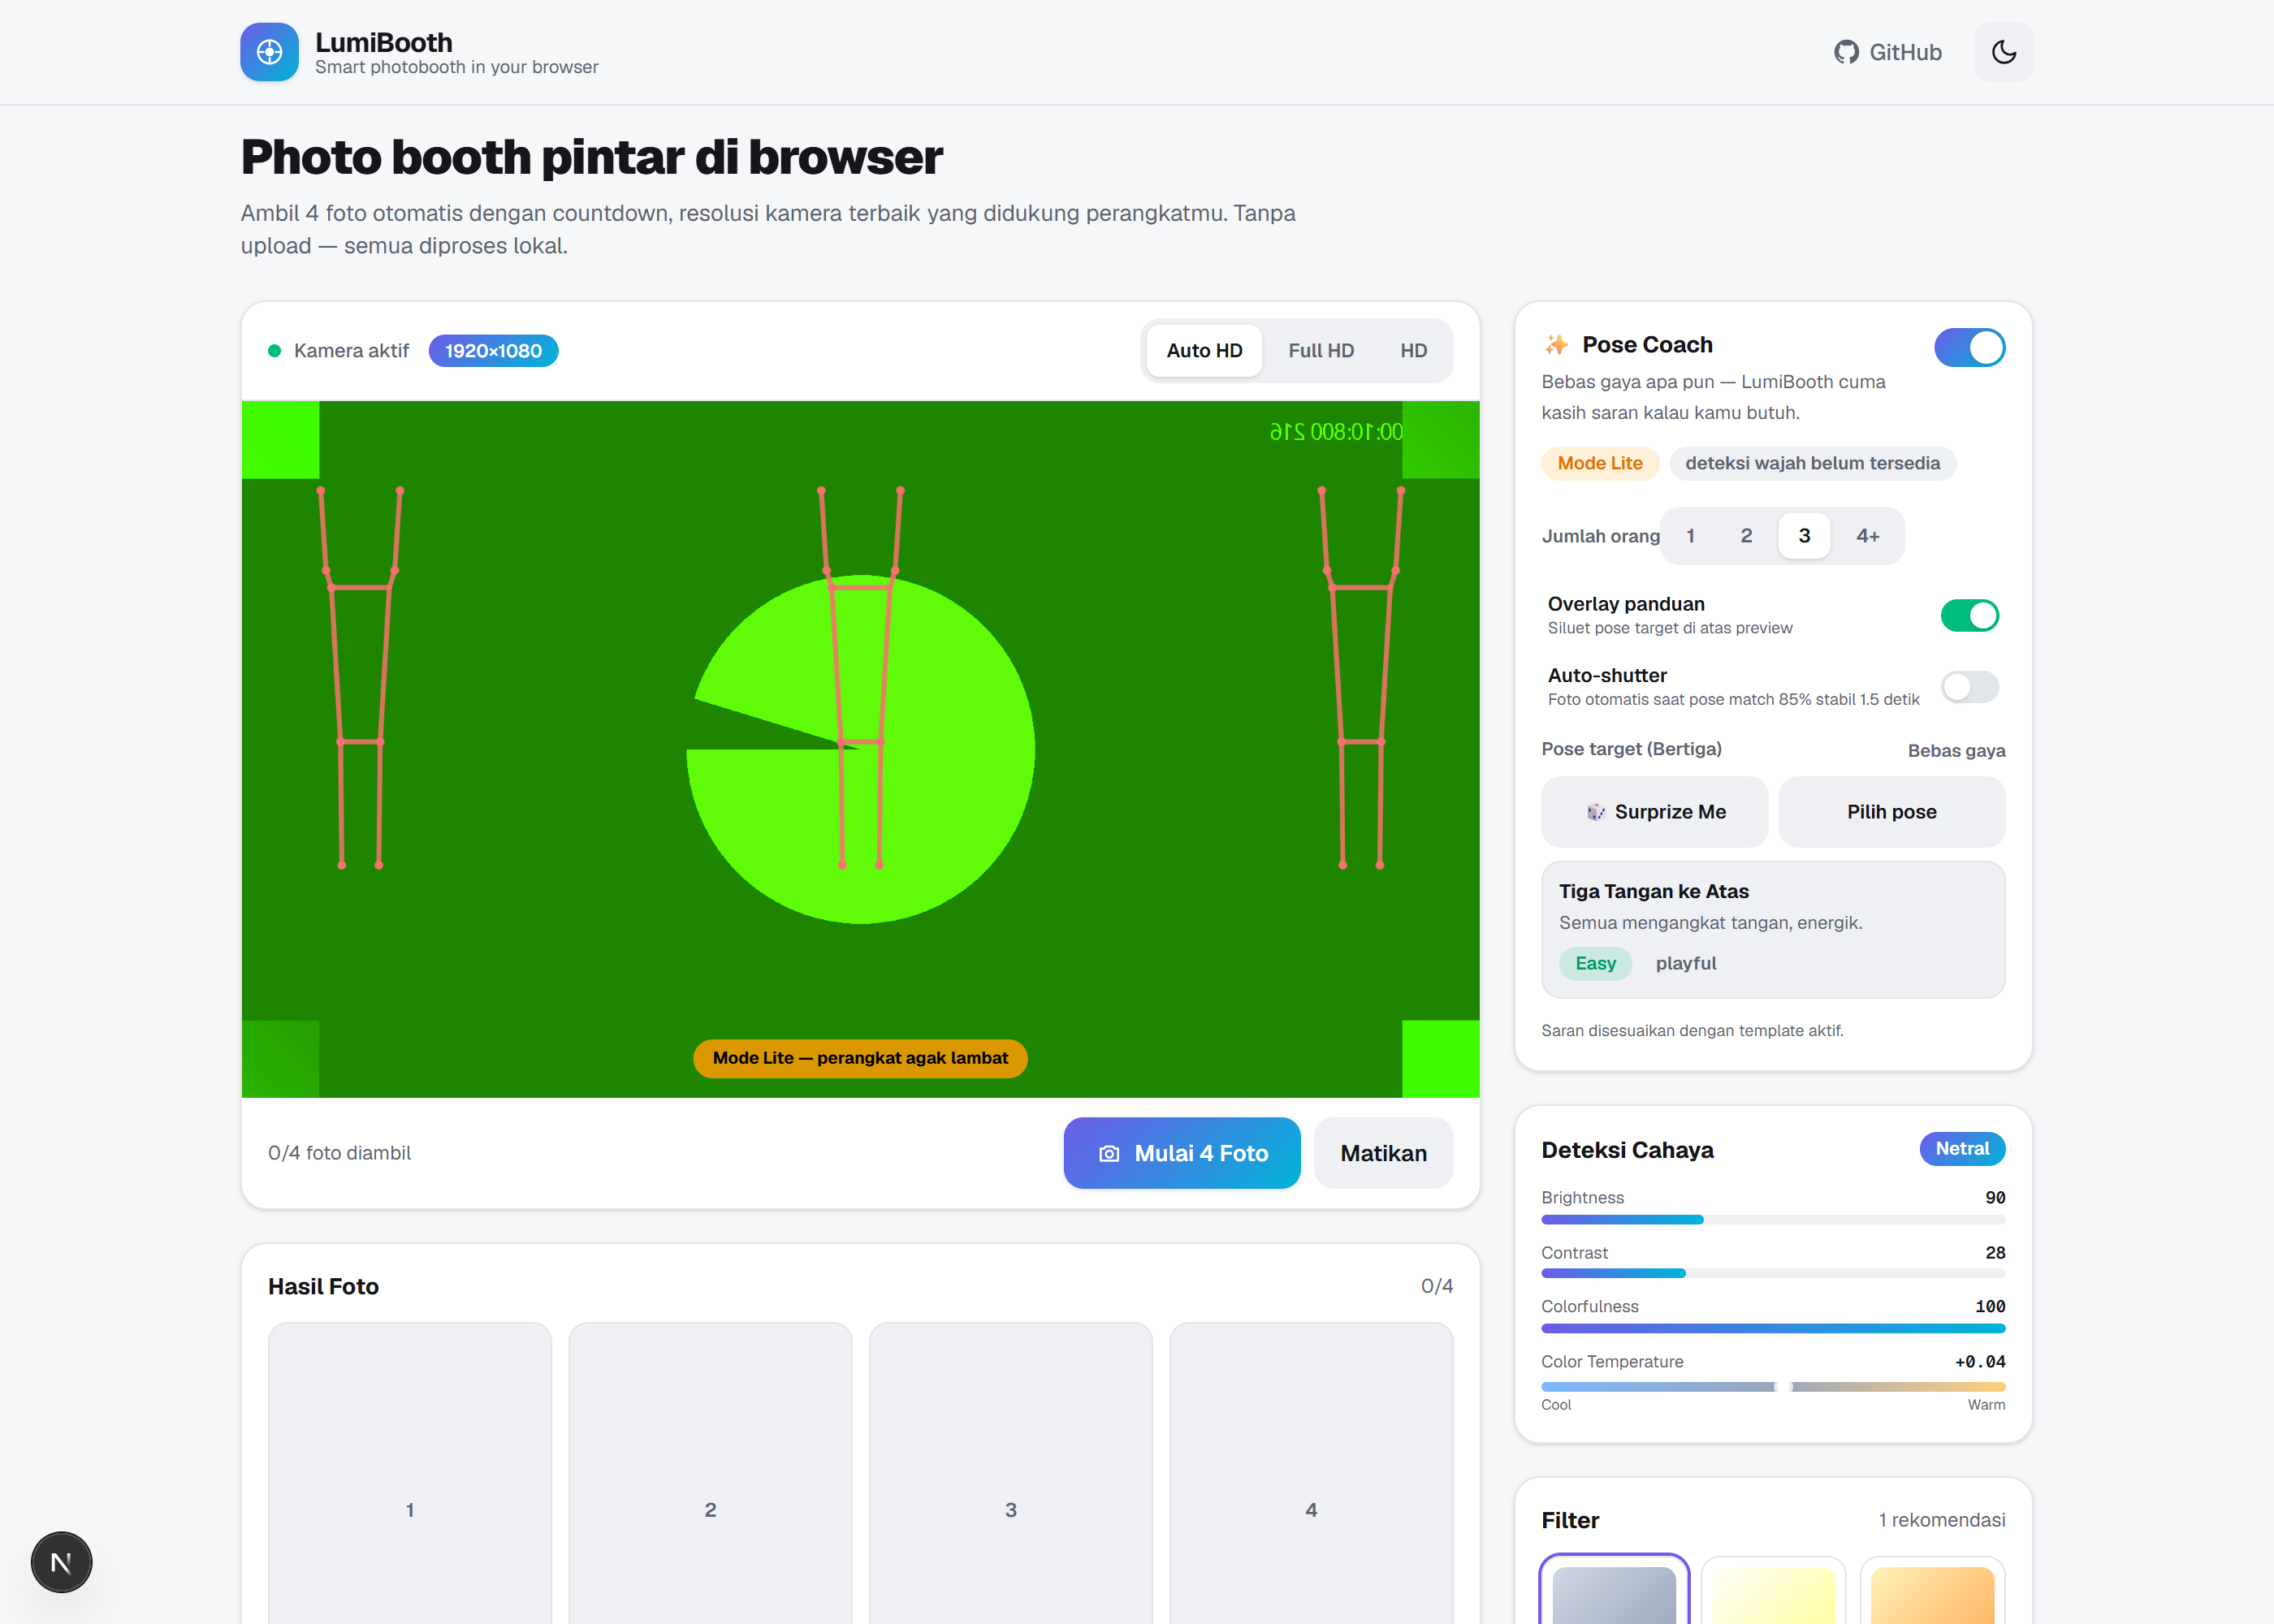 LumiBooth
Smart photobooth in your browser
GitHub
Photo booth pintar di browser
Ambil 4 foto otomatis dengan countdown, resolusi kamera terbaik yang didukung perangkatmu. Tanpa
upload — semua diproses lokal.
Kamera aktif
1920×1080
Auto HD
Full HD
HD
00:10:800 216
Mode Lite — perangkat agak lambat
0/4 foto diambil
Mulai 4 Foto
Matikan
Hasil Foto
0/4
1
2
3
4
✨ Pose Coach
Bebas gaya apa pun — LumiBooth cuma
kasih saran kalau kamu butuh.
Mode Lite
deteksi wajah belum tersedia
Jumlah orang
1
2
3
4+
Overlay panduan
Siluet pose target di atas preview
Auto-shutter
Foto otomatis saat pose match 85% stabil 1.5 detik
Pose target (Bertiga)
Bebas gaya
🎲 Surprize Me
Pilih pose
Tiga Tangan ke Atas
Semua mengangkat tangan, energik.
Easy
playful
Saran disesuaikan dengan template aktif.
Deteksi Cahaya
Netral
Brightness
90
Contrast
28
Colorfulness
100
Color Temperature
+0.04
Cool
Warm
Filter
1 rekomendasi
N